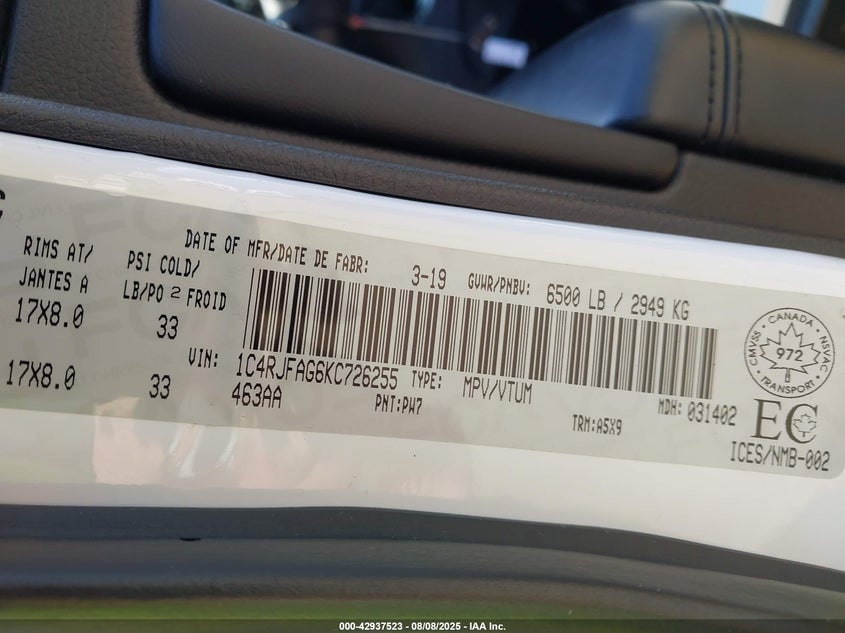 DATE OF MFR/DATE DE FABR: 3-19 GVWR/PNBV: 6500 LB / 2949 KG
RIMS AT/ PSI COLD/
JANTES A LB/PO 2 FROID
17X8.0 33
VIN: 1C4RJFAG6KC726255 TYPE: MPV/VTUM MDH: 031402
17X8.0 33 463AA PNT:PW7 TRM:A5X9
CANADA
CMVSS NSVAC
972
TRANSPORT
EC
ICES/NMB-002
000-42937523 - 08/08/2025 - IAA Inc.